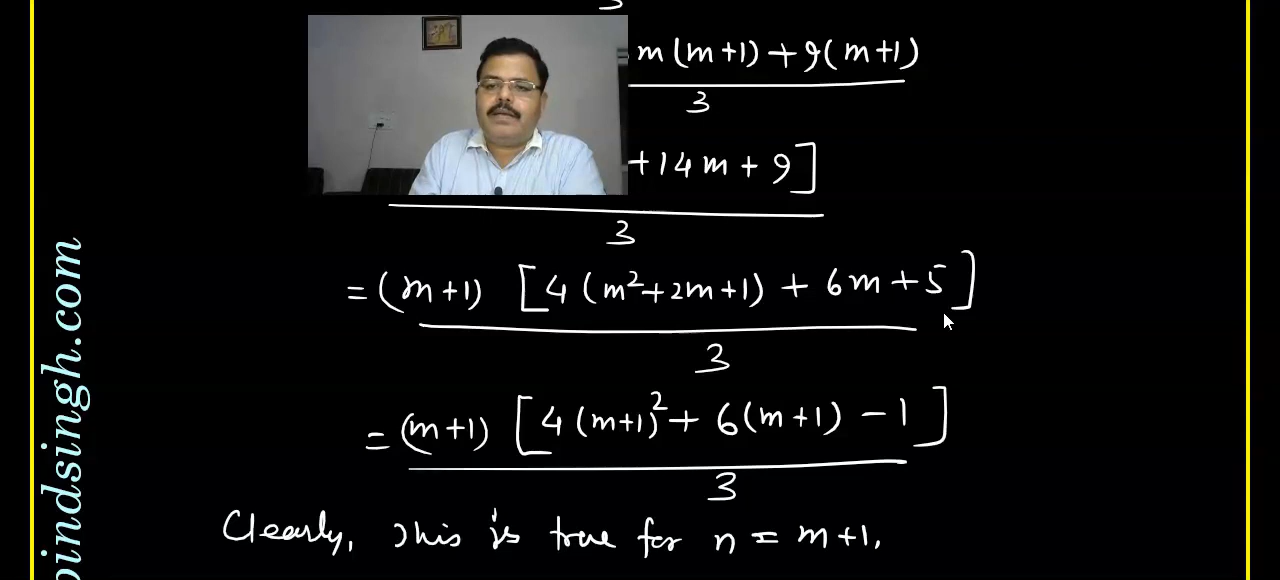 3
m(m+1)+9(m+1)
3
+14m+9]
3
=(m+1) [4(m²+2m+1)+6m+5]
3
=(m+1) [4(m+1)²+6(m+1)-1]
3
Clearly, This is true for n = m+1.
indsingh.com